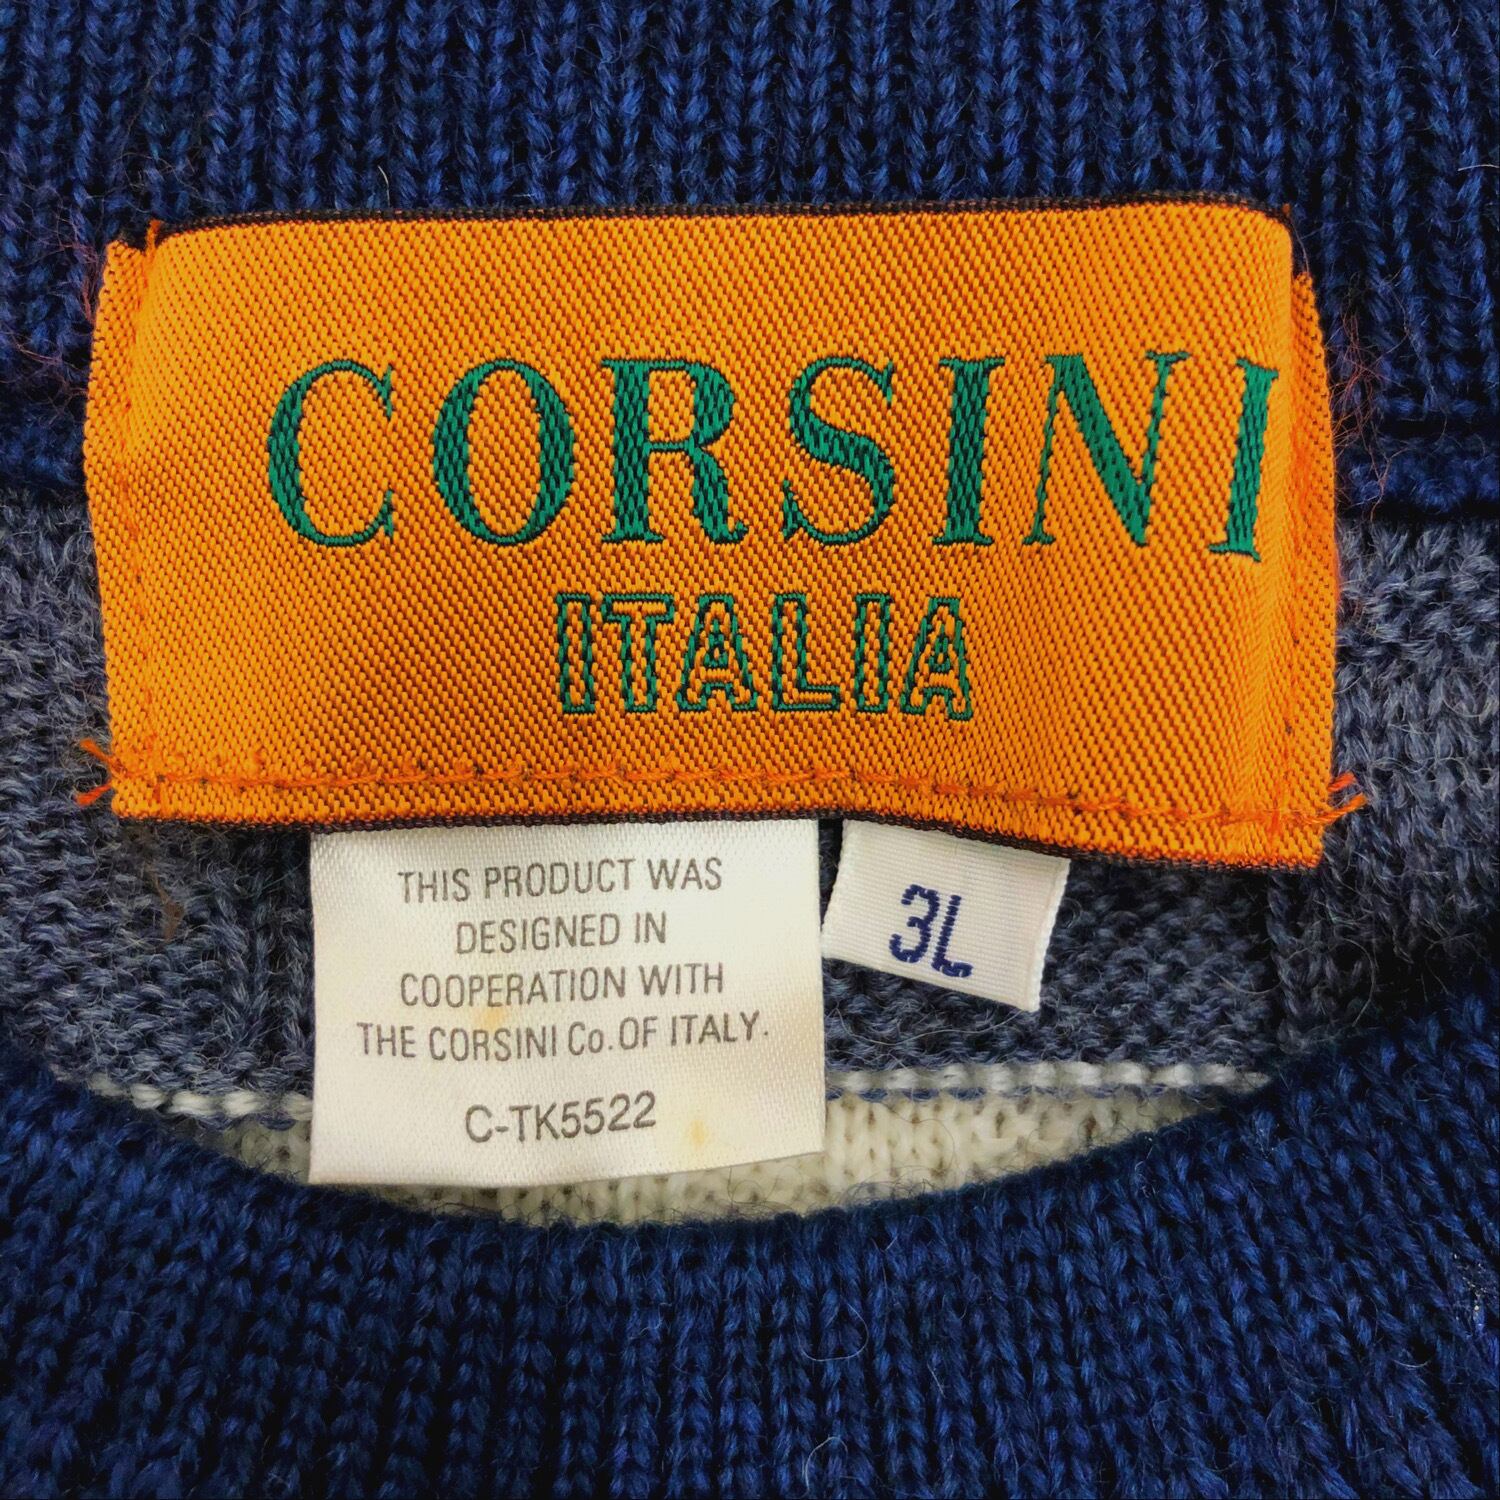 CORSINI
ITALIA
THIS PRODUCT WAS
DESIGNED IN
COOPERATION WITH
THE CORSINI Co. OF ITALY.
C-TK5522
3L